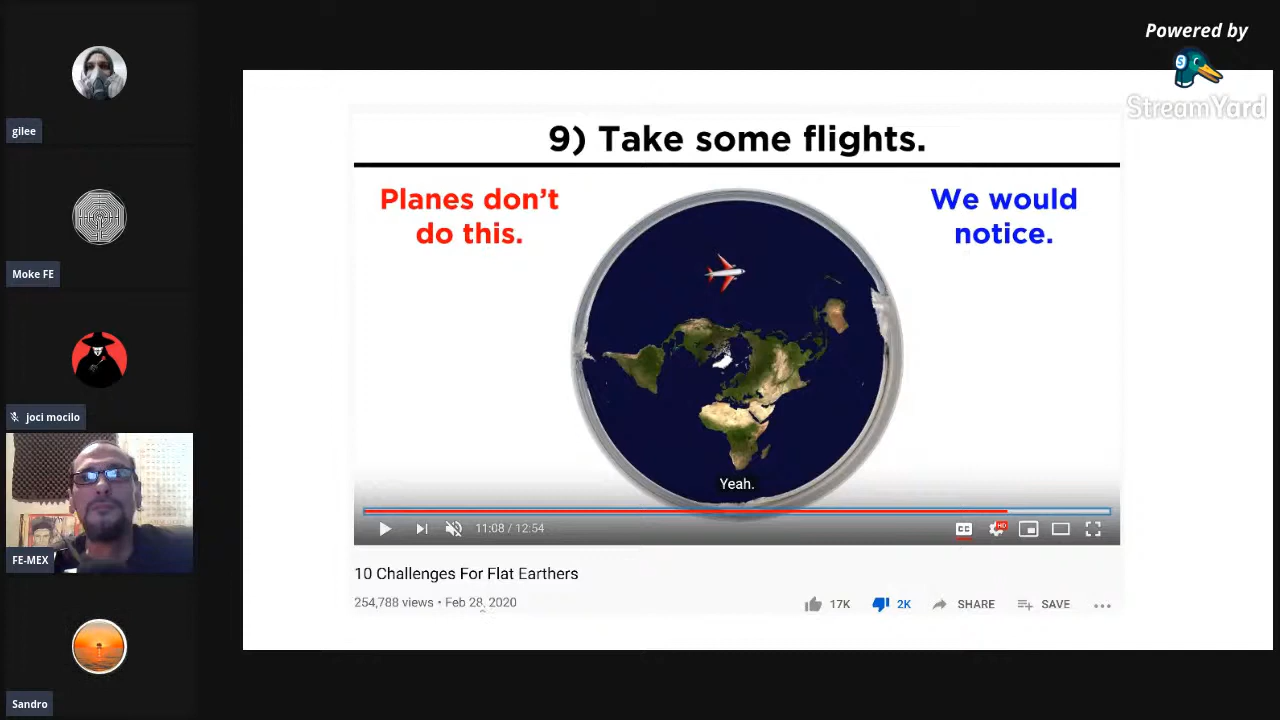 Powered by
StreamYard
gilee
Moke FE
joci mocilo
FE-MEX
Sandro
9) Take some flights.
Planes don't
do this.
We would
notice.
Yeah.
11:08 / 12:54
CC
HD
10 Challenges For Flat Earthers
254,788 views • Feb 28, 2020
17K
2K
SHARE
SAVE